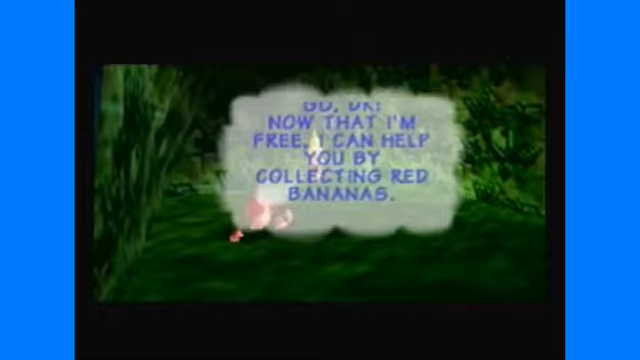 GO, DK!
NOW THAT I'M
FREE, I CAN HELP
YOU BY
COLLECTING RED
BANANAS.